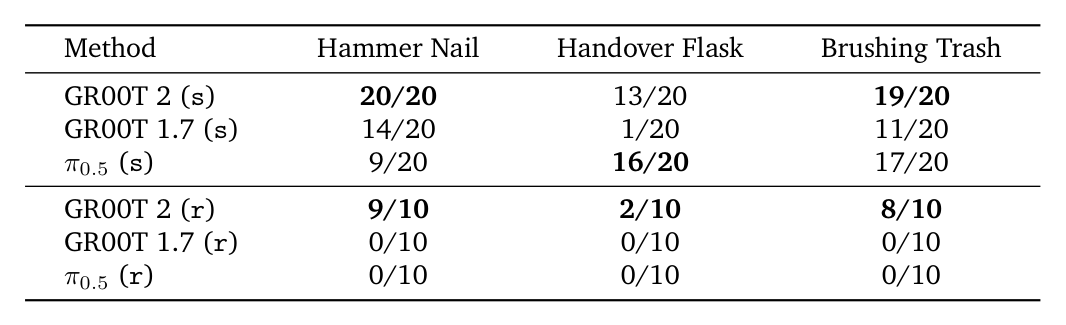 Method Hammer Nail Handover Flask Brushing Trash
GR00T 2 (s) 20/20 13/20 19/20
GR00T 1.7 (s) 14/20 1/20 11/20
π0.5 (s) 9/20 16/20 17/20
GR00T 2 (r) 9/10 2/10 8/10
GR00T 1.7 (r) 0/10 0/10 0/10
π0.5 (r) 0/10 0/10 0/10